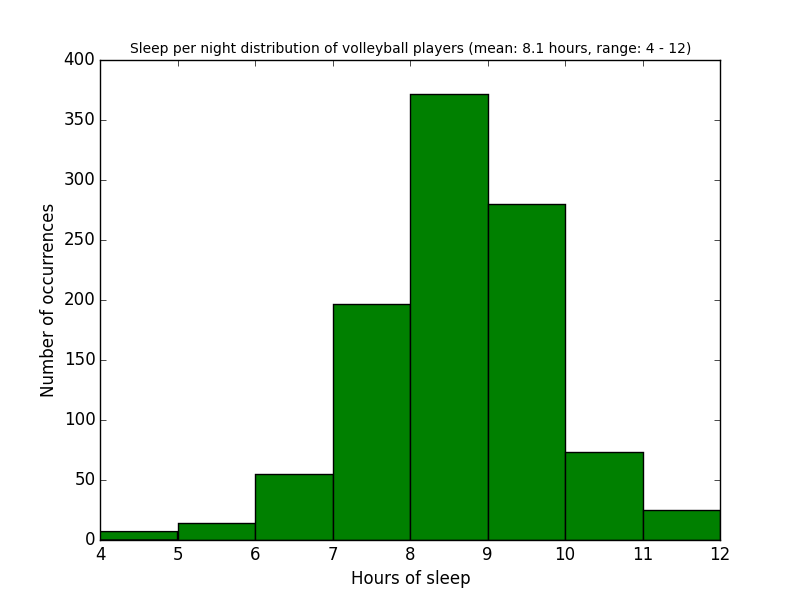 Sleep per night distribution of volleyball players (mean: 8.1 hours, range: 4 - 12)
400
350
300
250
200
150
100
50
0
Number of occurrences
4 5 6 7 8 9 10 11 12
Hours of sleep